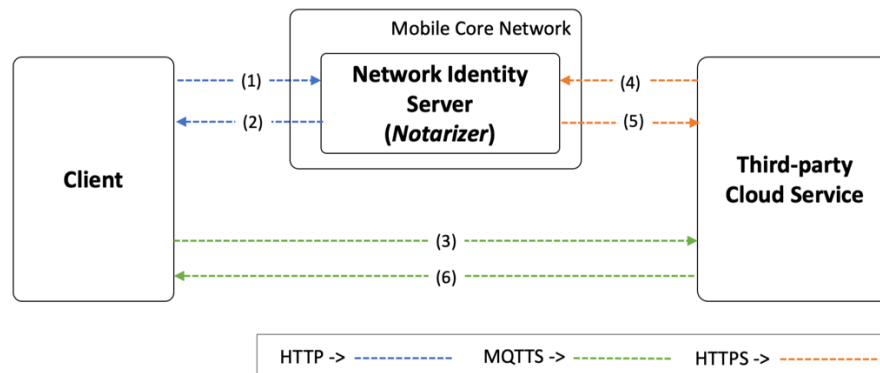 Mobile Core Network
Network Identity
Server
(Notarizer)
Client
Third-party
Cloud Service
(1)
(2)
(4)
(5)
(3)
(6)
HTTP -> MQTTS -> HTTPS ->